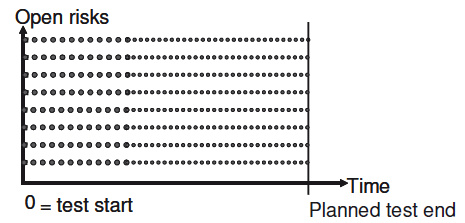 Open risks
Time
0 = test start
Planned test end